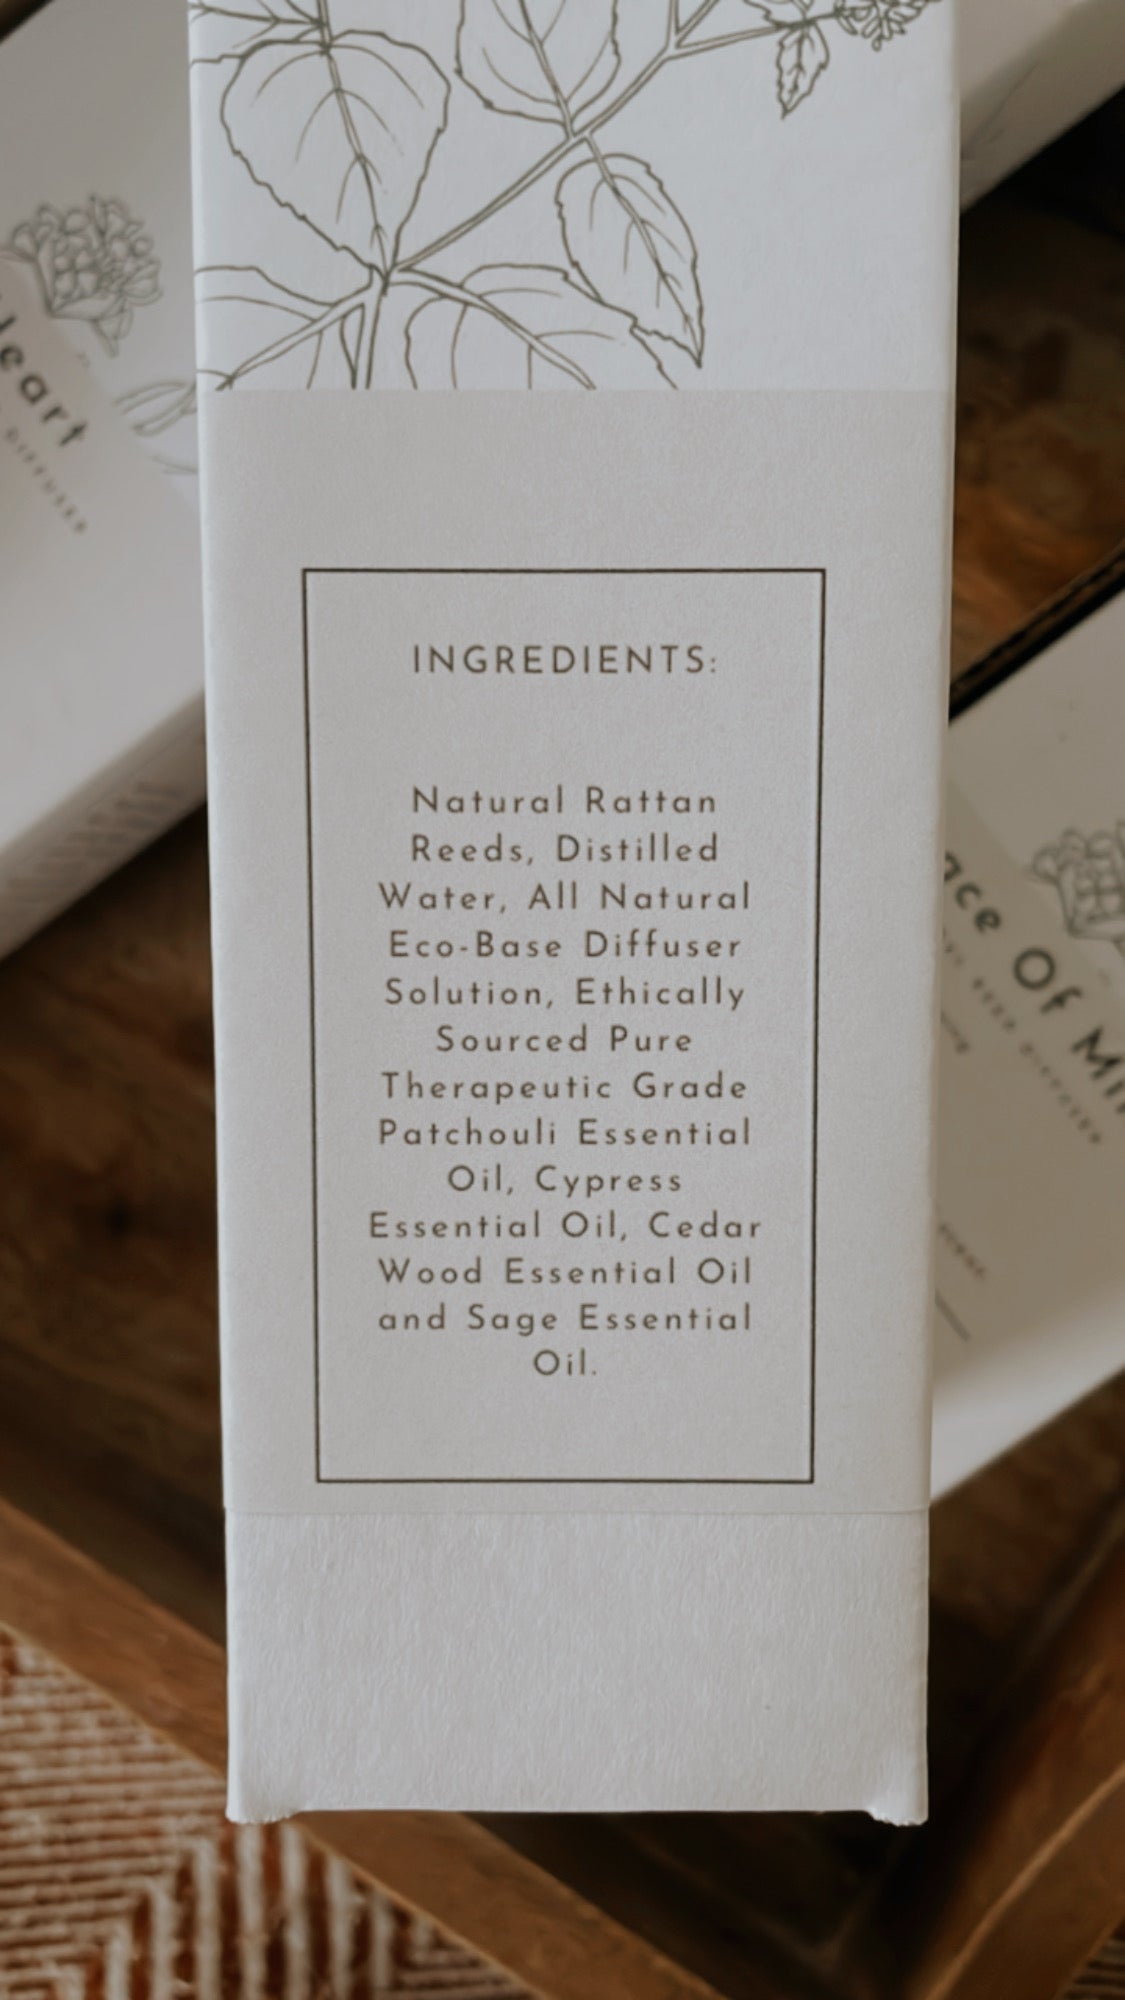 INGREDIENTS:
Natural Rattan
Reeds, Distilled
Water, All Natural
Eco-Base Diffuser
Solution, Ethically
Sourced Pure
Therapeutic Grade
Patchouli Essential
Oil, Cypress
Essential Oil, Cedar
Wood Essential Oil
and Sage Essential
Oil.
Of